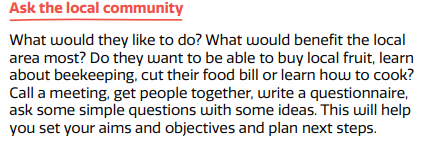 Ask the local community
What would they like to do? What would benefit the local
area most? Do they want to be able to buy local fruit, learn
about beekeeping, cut their food bill or learn how to cook?
Call a meeting, get people together, write a questionnaire,
ask some simple questions with some ideas. This will help
you set your aims and objectives and plan next steps.